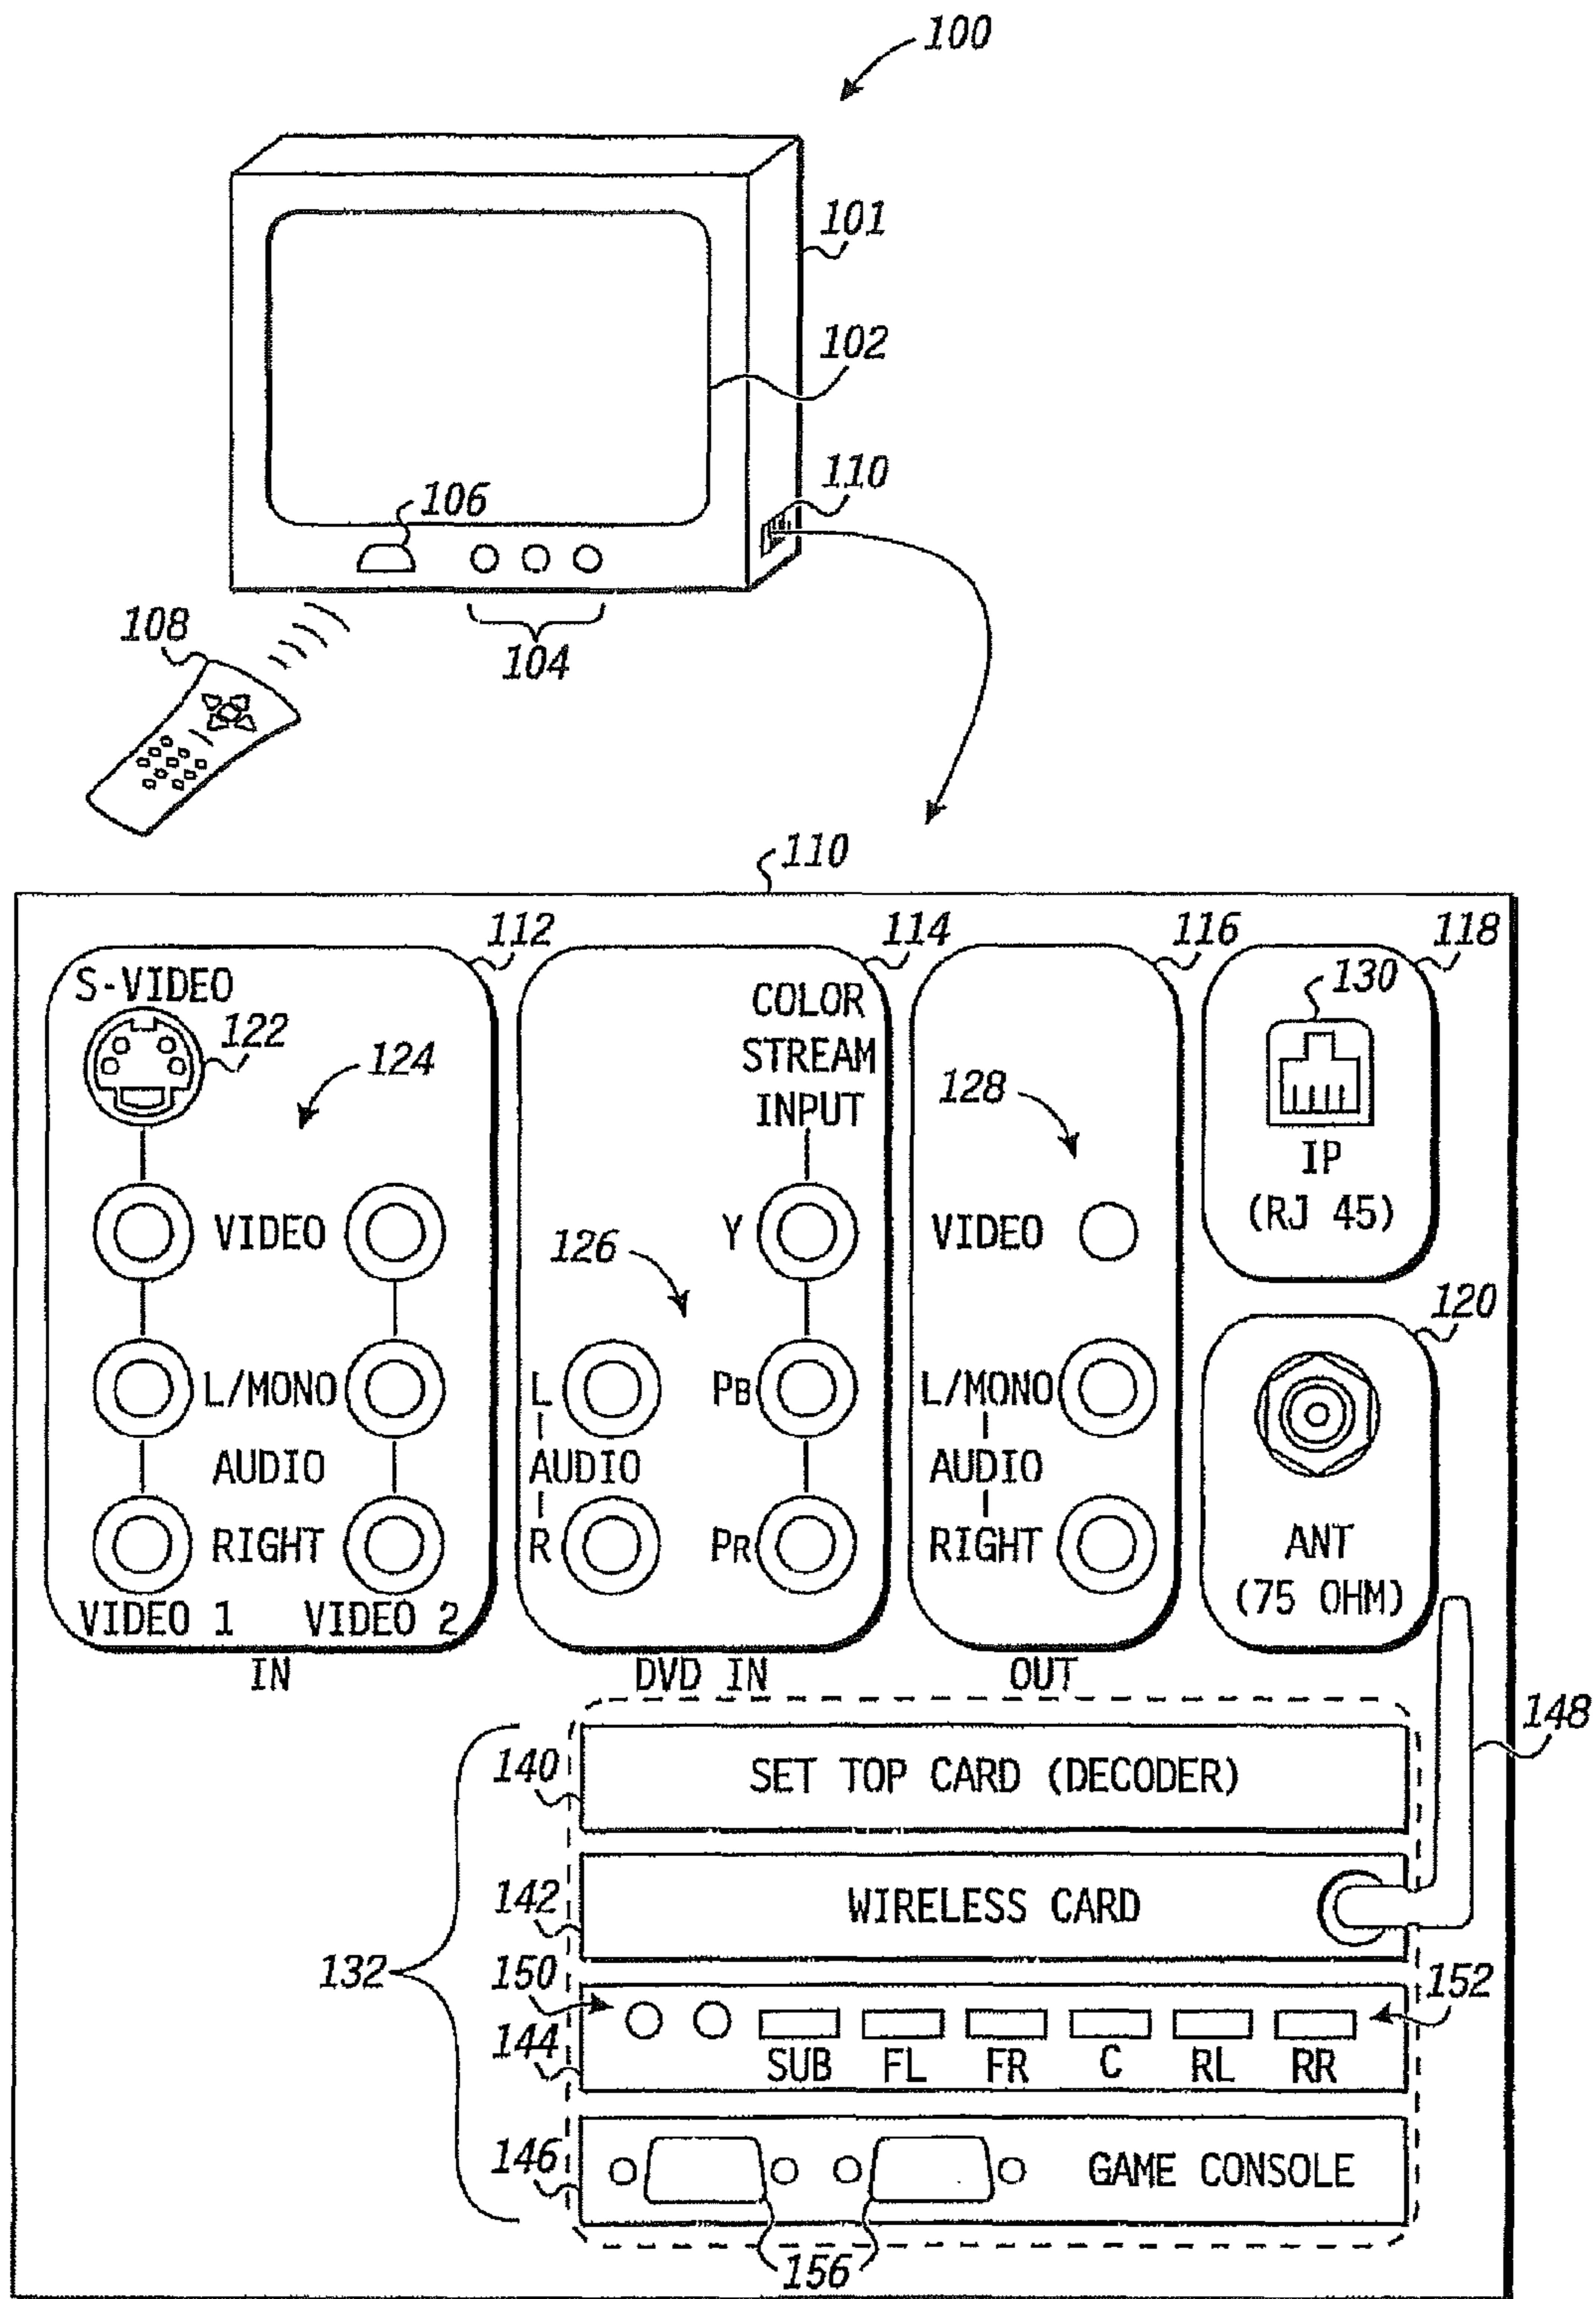 100
101
102
110
106
108
104
110
112
114
116
118
S-VIDEO
122
124
COLOR
STREAM
INPUT
128
130
IP
(RJ 45)
VIDEO
126
Y
VIDEO
120
L/MONO
L
PB
L/MONO
AUDIO
AUDIO
AUDIO
RIGHT
R
PR
RIGHT
ANT
(75 OHM)
VIDEO 1
VIDEO 2
IN
DVD IN
OUT
148
140
SET TOP CARD (DECODER)
142
WIRELESS CARD
132
150
152
144
SUB FL FR C RL RR
146
GAME CONSOLE
156